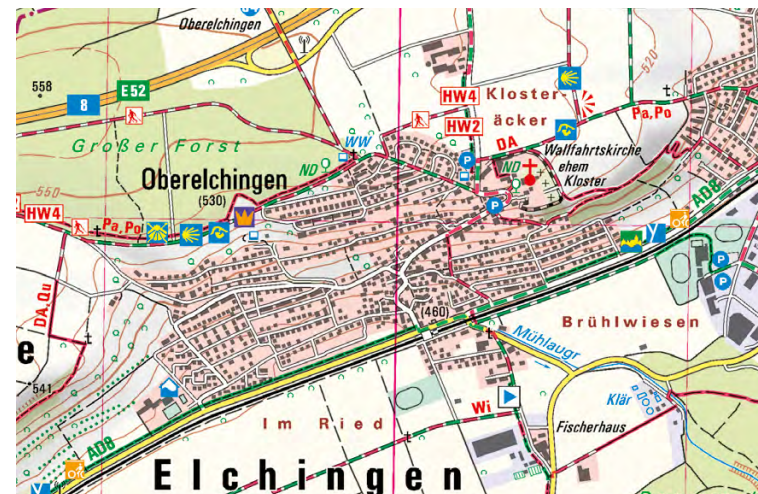 Oberelchingen
558
E52
8
HW4
HW2
Kloster-
äcker
520
DA
Pa,Po
Großer Forst
WW
ND
P
Wallfahrtskirche
ehem
Kloster
ND
Oberelchingen
(530)
550
HW4
Pa,Po
P
AD8
DA,Qu
P
P
(460)
Brühlwiesen
Mühlaugr
e
541
Im Ried
Wi
Klär
Fischerhaus
AD8
Elchingen